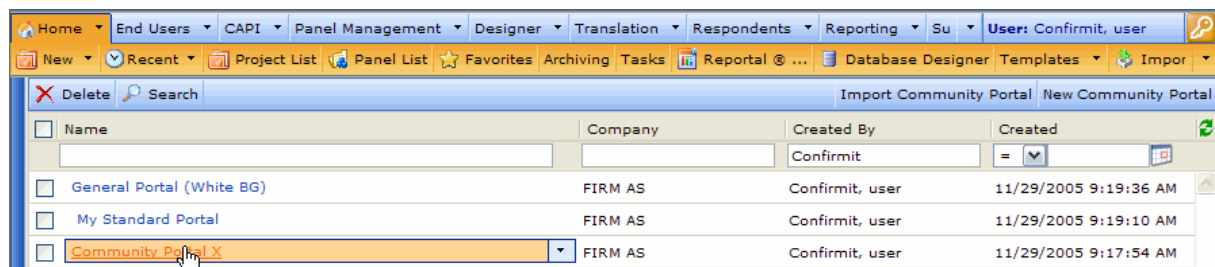 Home End Users CAPI Panel Management Designer Translation Respondents Reporting Su User: Confirmit, user
New Recent Project List Panel List Favorites Archiving Tasks Reportal ® ... Database Designer Templates Impor
Delete Search Import Community Portal New Community Portal
Name Company Created By Created
Confirmit =
General Portal (White BG) FIRM AS Confirmit, user 11/29/2005 9:19:36 AM
My Standard Portal FIRM AS Confirmit, user 11/29/2005 9:19:10 AM
Community Portal X FIRM AS Confirmit, user 11/29/2005 9:17:54 AM